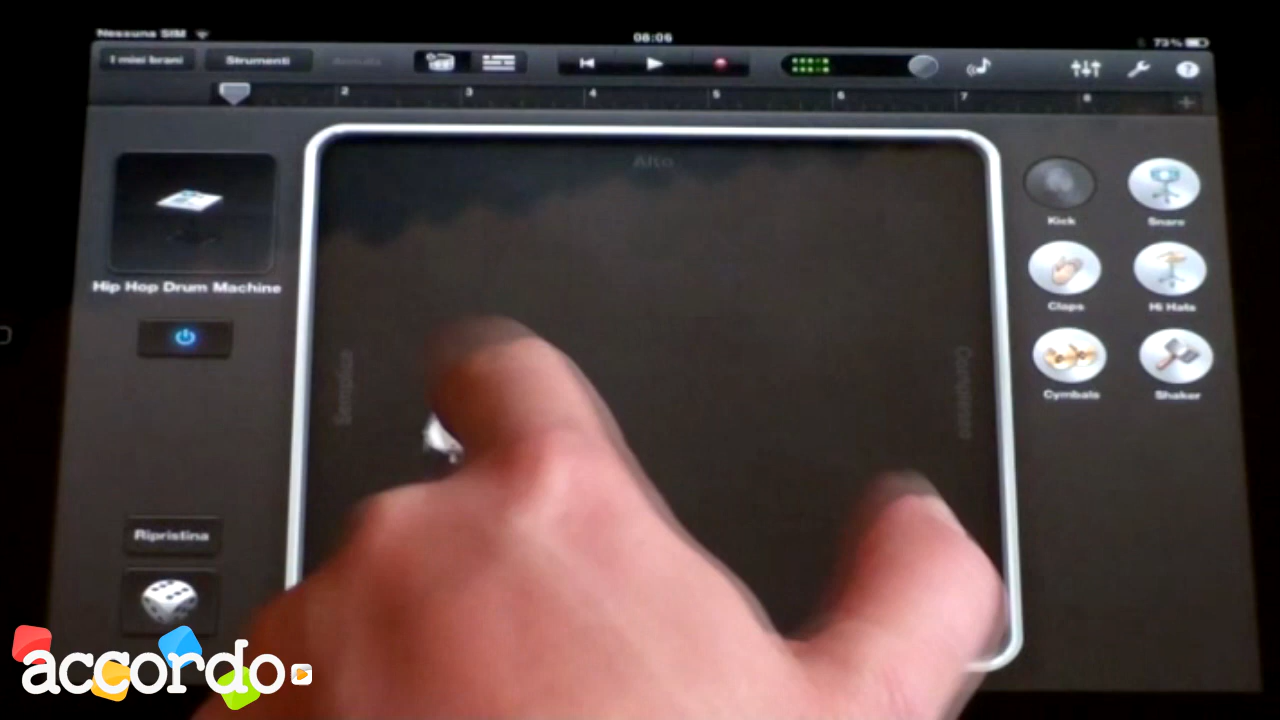 Nessuna SIM 08:06 73%
I miei brani Strumenti Annulla
2 3 4 5 6 7 8
Alto
Hip Hop Drum Machine
Semplice
Complesso
Kick Snare
Claps Hi Hats
Cymbals Shaker
Ripristina
accordo